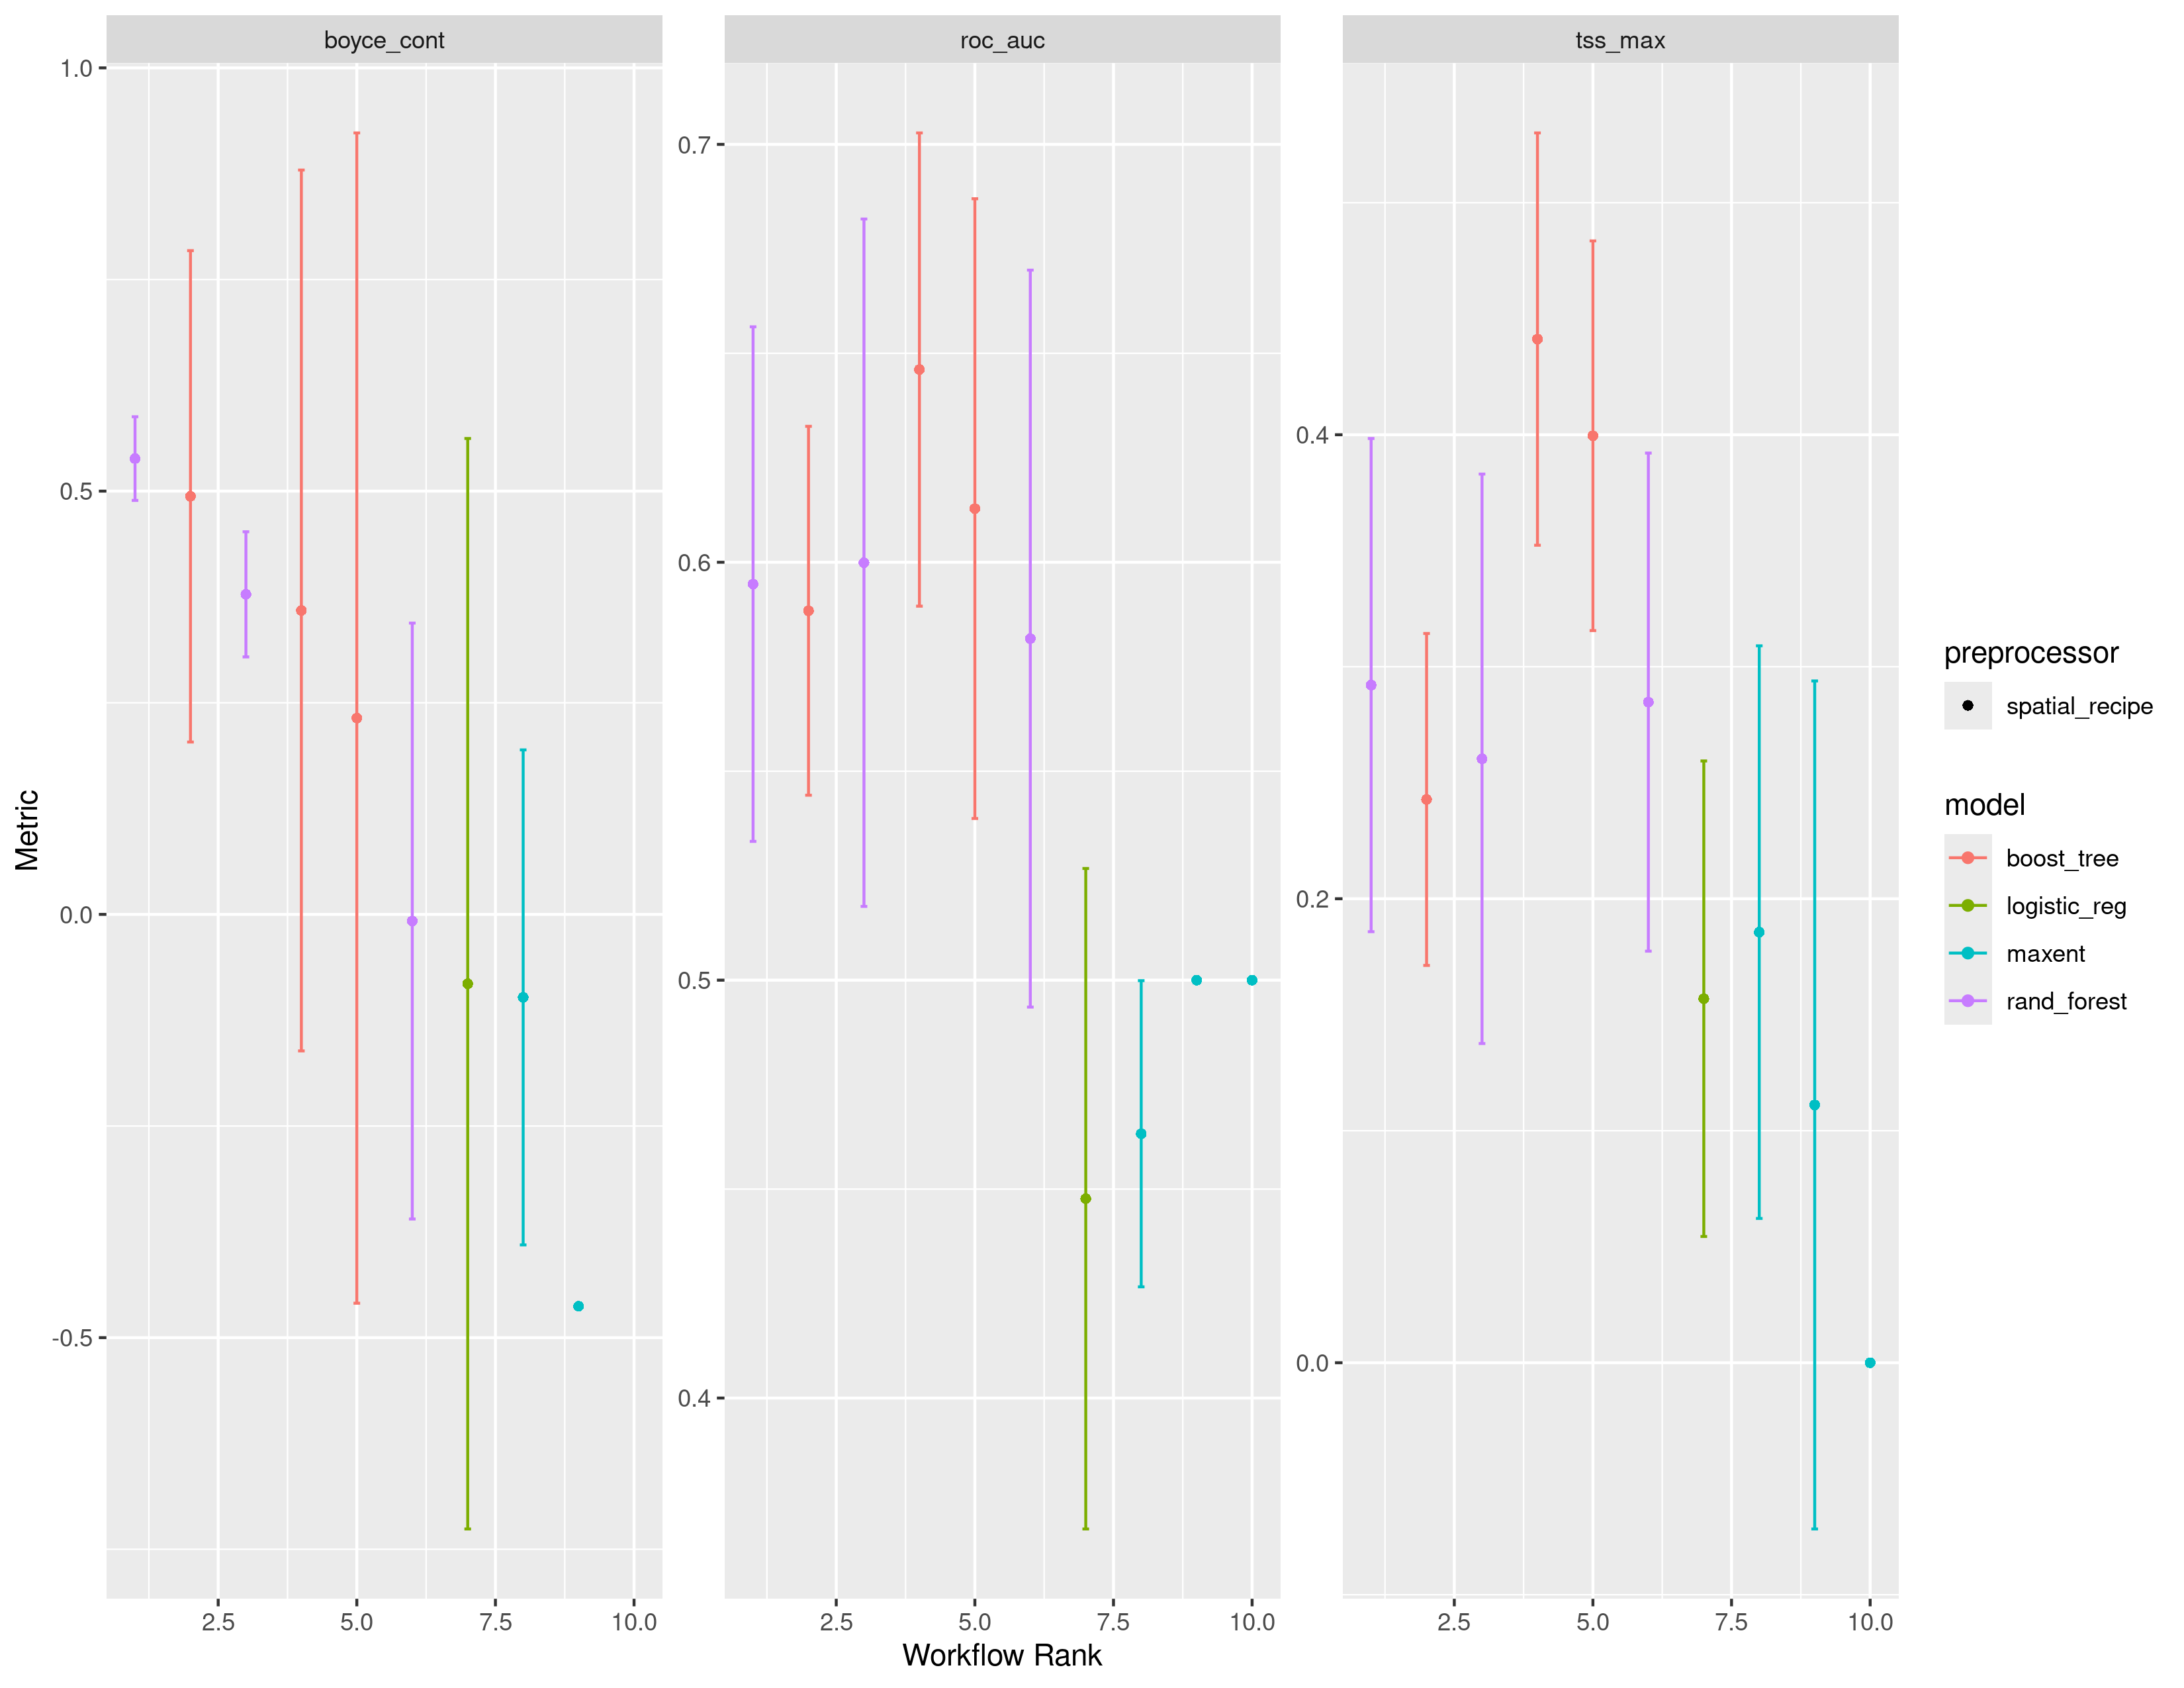 boyce_cont
roc_auc
tss_max
Metric
1.0
0.5
0.0
-0.5
0.7
0.6
0.5
0.4
0.4
0.2
0.0
2.5 5.0 7.5 10.0
2.5 5.0 7.5 10.0
2.5 5.0 7.5 10.0
Workflow Rank
preprocessor
spatial_recipe
model
boost_tree
logistic_reg
maxent
rand_forest